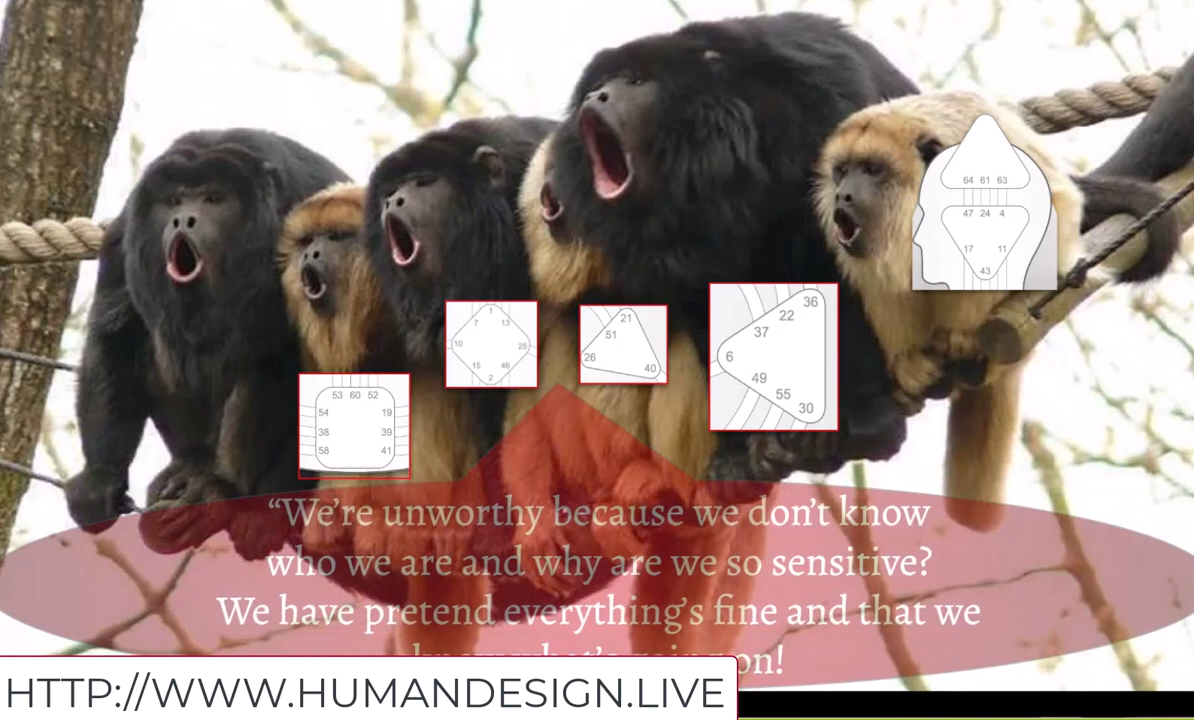 64 61 63
47 24 4
17 11
43
36
22
37
6
49
55
30
21
51
26
40
1
7 13
10 25
15 46
2
53 60 52
54 19
38 39
58 41
“We’re unworthy because we don’t know
who we are and why are we so sensitive?
We have pretend everything’s fine and that we
know what’s going on!
HTTP://WWW.HUMANDESIGN.LIVE